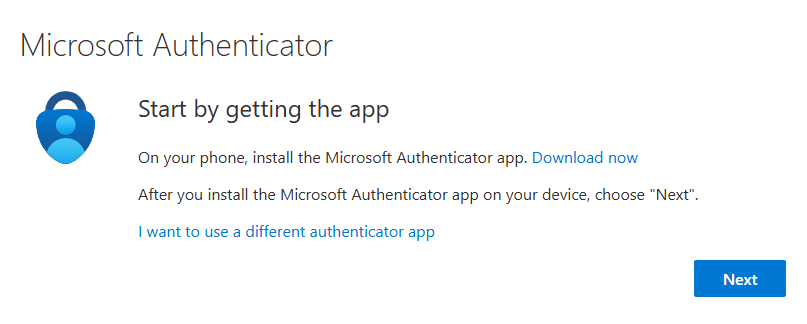 Microsoft Authenticator
Start by getting the app
On your phone, install the Microsoft Authenticator app. Download now
After you install the Microsoft Authenticator app on your device, choose "Next".
I want to use a different authenticator app
Next